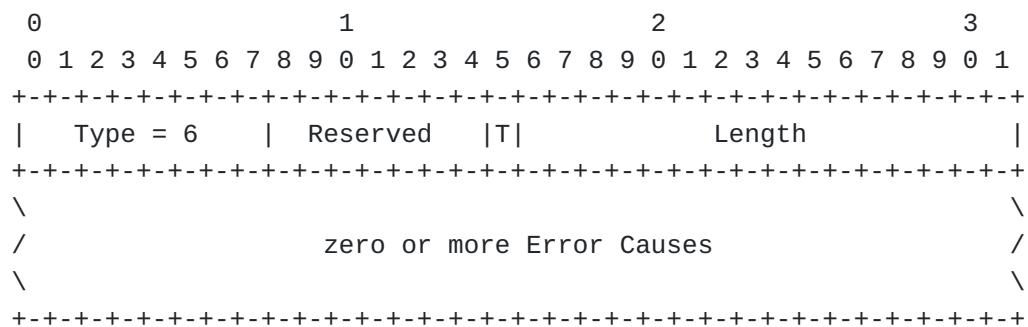 0                   1                   2                   3
 0 1 2 3 4 5 6 7 8 9 0 1 2 3 4 5 6 7 8 9 0 1 2 3 4 5 6 7 8 9 0 1
+-+-+-+-+-+-+-+-+-+-+-+-+-+-+-+-+-+-+-+-+-+-+-+-+-+-+-+-+-+-+-+-+
|   Type = 6    |  Reserved   |T|            Length             |
+-+-+-+-+-+-+-+-+-+-+-+-+-+-+-+-+-+-+-+-+-+-+-+-+-+-+-+-+-+-+-+-+
\                                                               \
/                   zero or more Error Causes                   /
\                                                               \
+-+-+-+-+-+-+-+-+-+-+-+-+-+-+-+-+-+-+-+-+-+-+-+-+-+-+-+-+-+-+-+-+